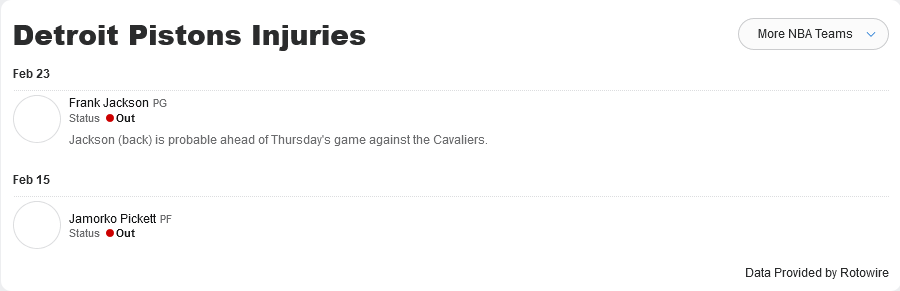 Detroit Pistons Injuries
More NBA Teams
Feb 23
Frank Jackson PG
Status Out
Jackson (back) is probable ahead of Thursday's game against the Cavaliers.
Feb 15
Jamorko Pickett PF
Status Out
Data Provided by Rotowire